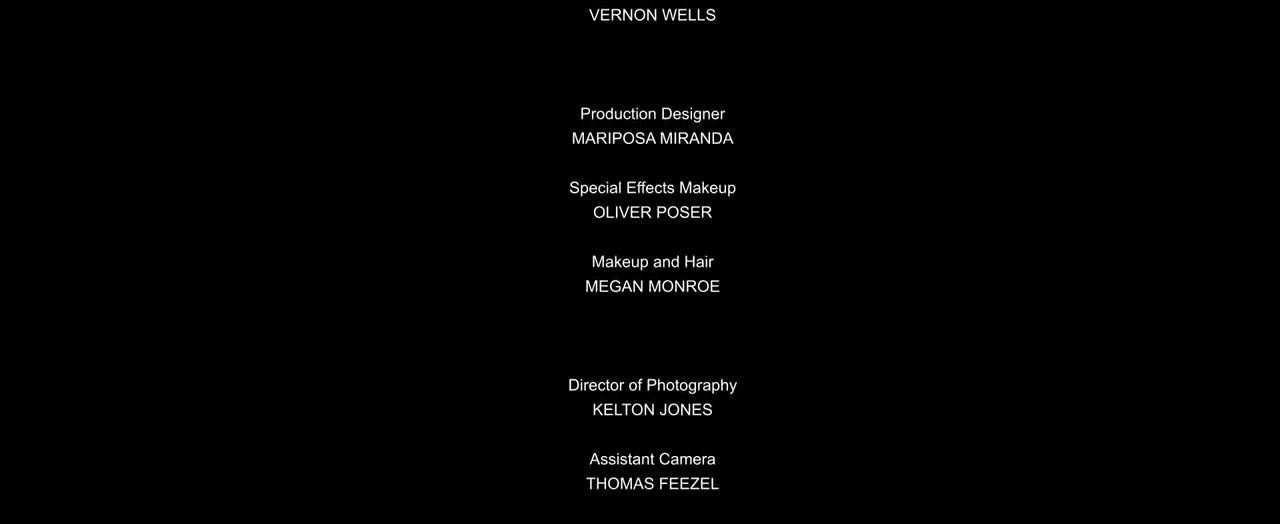 VERNON WELLS
Production Designer
MARIPOSA MIRANDA
Special Effects Makeup
OLIVER POSER
Makeup and Hair
MEGAN MONROE
Director of Photography
KELTON JONES
Assistant Camera
THOMAS FEEZEL